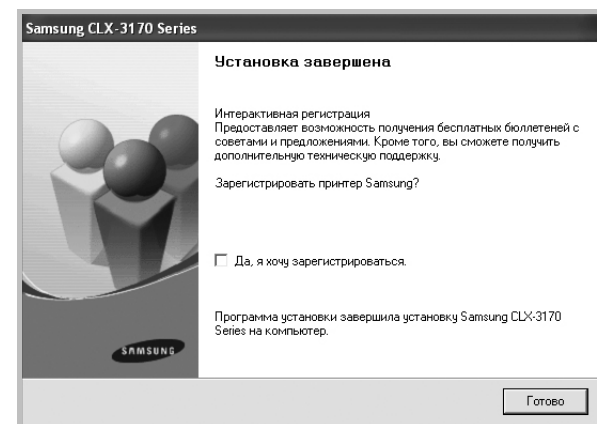 Samsung CLX-3170 Series
Установка завершена
Интерактивная регистрация
Предоставляет возможность получения бесплатных бюллетеней с
советами и предложениями. Кроме того, вы сможете получить
дополнительную техническую поддержку.
Зарегистрировать принтер Samsung?
Да, я хочу зарегистрироваться.
Программа установки завершила установку Samsung CLX-3170
Series на компьютер.
SAMSUNG
Готово